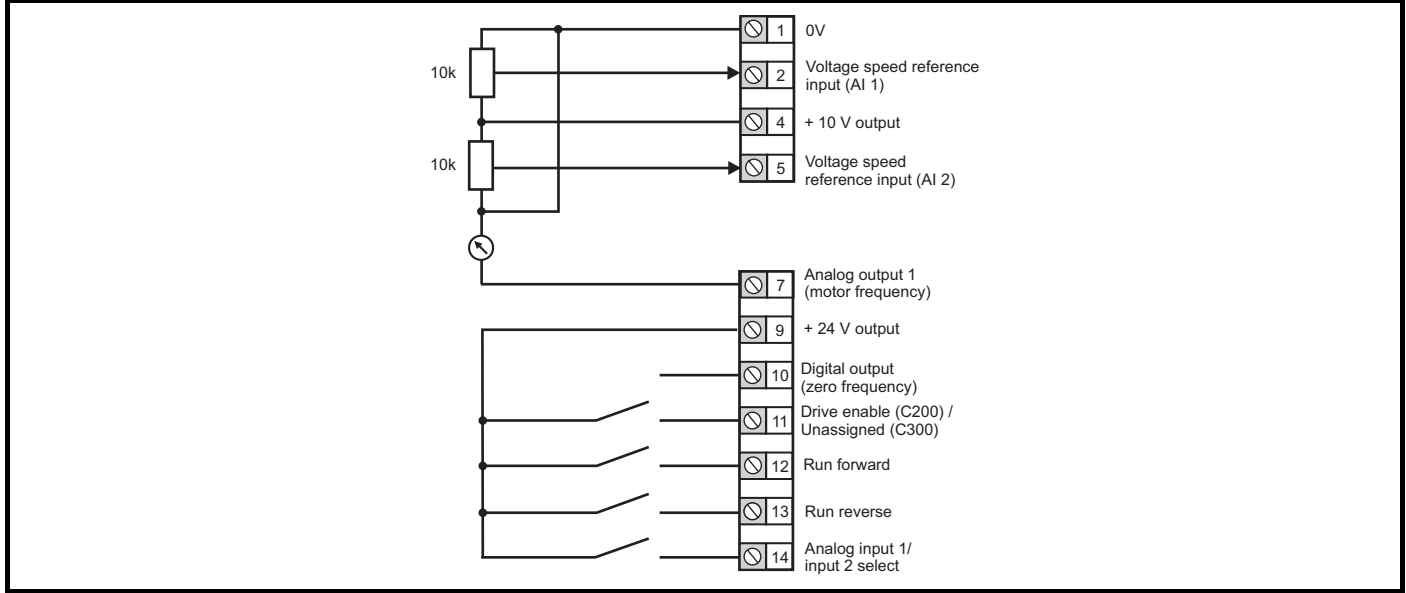 1 0V
10k
2 Voltage speed reference
input (AI 1)
4 + 10 V output
10k
5 Voltage speed
reference input (AI 2)
7 Analog output 1
(motor frequency)
9 + 24 V output
10 Digital output
(zero frequency)
11 Drive enable (C200) /
Unassigned (C300)
12 Run forward
13 Run reverse
14 Analog input 1/
input 2 select